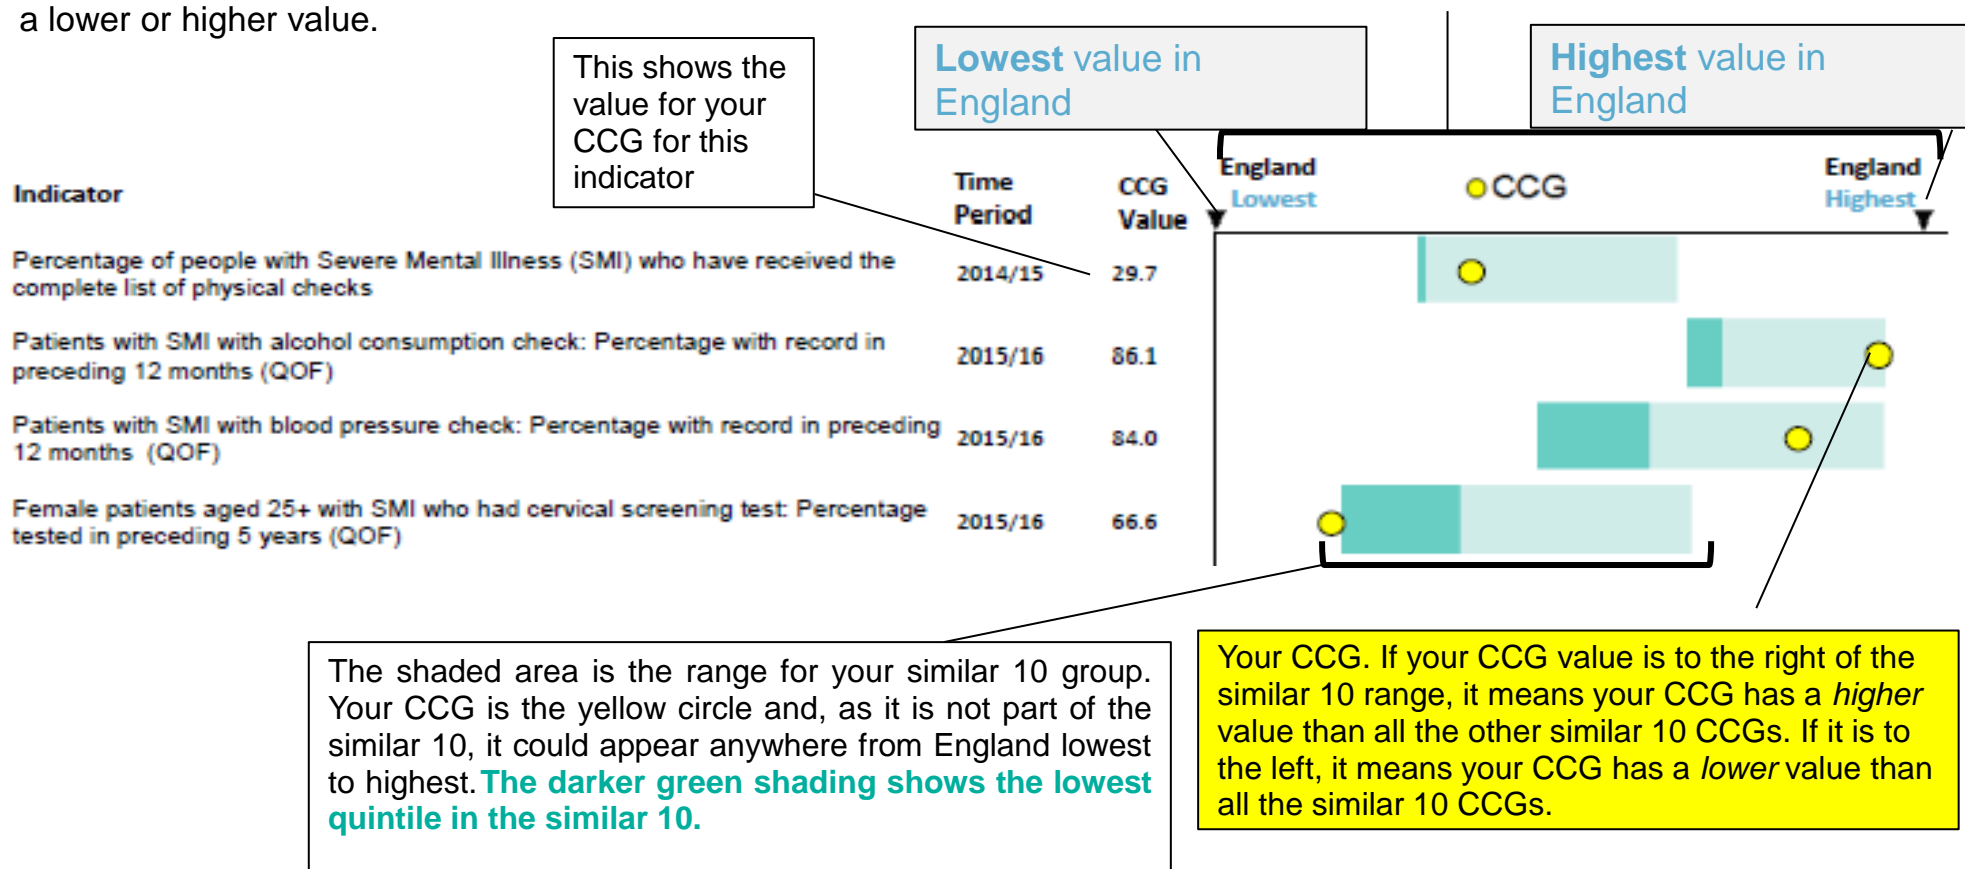 a lower or higher value.
This shows the
value for your
CCG for this
indicator
Lowest value in
England
Highest value in
England
Indicator
Time
Period
CCG
Value
England
Lowest
CCG
England
Highest
Percentage of people with Severe Mental Illness (SMI) who have received the
complete list of physical checks
2014/15
29.7
Patients with SMI with alcohol consumption check: Percentage with record in
preceding 12 months (QOF)
2015/16
86.1
Patients with SMI with blood pressure check: Percentage with record in preceding
12 months (QOF)
2015/16
84.0
Female patients aged 25+ with SMI who had cervical screening test: Percentage
tested in preceding 5 years (QOF)
2015/16
66.6
The shaded area is the range for your similar 10 group.
Your CCG is the yellow circle and, as it is not part of the
similar 10, it could appear anywhere from England lowest
to highest. The darker green shading shows the lowest
quintile in the similar 10.
Your CCG. If your CCG value is to the right of the
similar 10 range, it means your CCG has a higher
value than all the other similar 10 CCGs. If it is to
the left, it means your CCG has a lower value than
all the similar 10 CCGs.